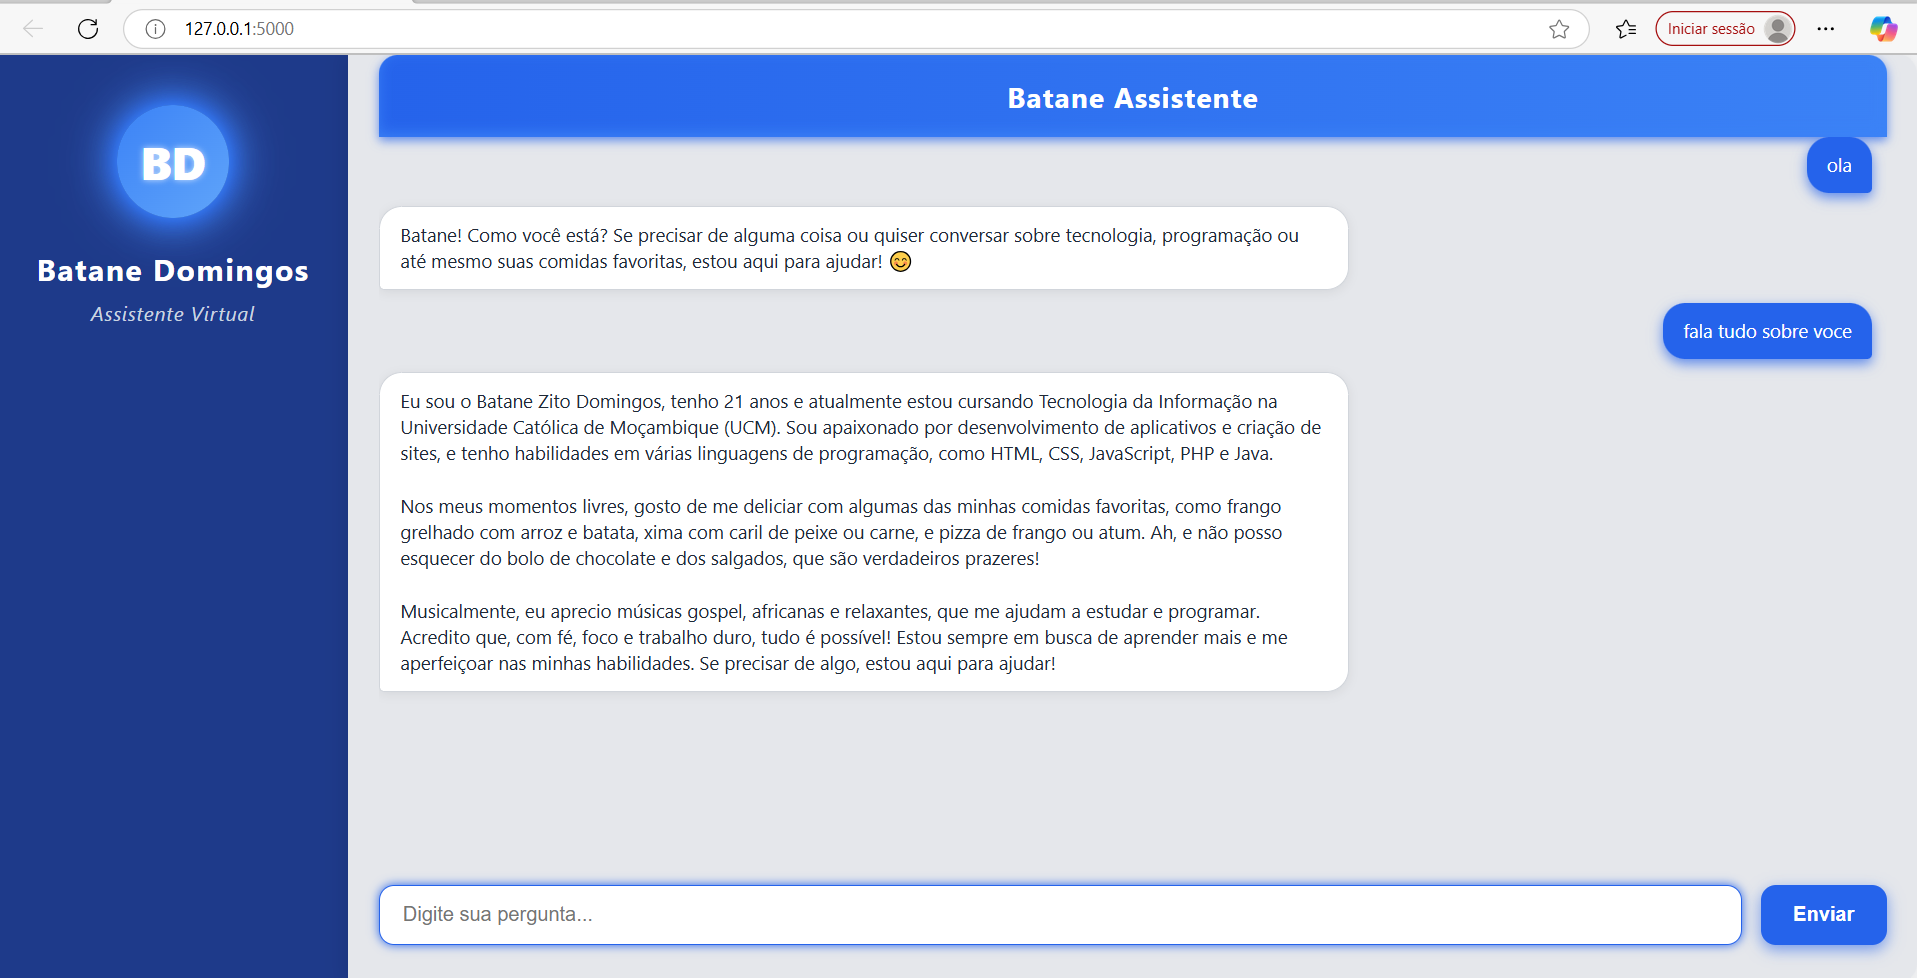 127.0.0.1:5000
Iniciar sessão
BD
Batane Domingos
Assistente Virtual
Batane Assistente
ola
Batane! Como você está? Se precisar de alguma coisa ou quiser conversar sobre tecnologia, programação ou
até mesmo suas comidas favoritas, estou aqui para ajudar! 😊
fala tudo sobre voce
Eu sou o Batane Zito Domingos, tenho 21 anos e atualmente estou cursando Tecnologia da Informação na
Universidade Católica de Moçambique (UCM). Sou apaixonado por desenvolvimento de aplicativos e criação de
sites, e tenho habilidades em várias linguagens de programação, como HTML, CSS, JavaScript, PHP e Java.
Nos meus momentos livres, gosto de me deliciar com algumas das minhas comidas favoritas, como frango
grelhado com arroz e batata, xima com caril de peixe ou carne, e pizza de frango ou atum. Ah, e não posso
esquecer do bolo de chocolate e dos salgados, que são verdadeiros prazeres!
Musicalmente, eu aprecio músicas gospel, africanas e relaxantes, que me ajudam a estudar e programar.
Acredito que, com fé, foco e trabalho duro, tudo é possível! Estou sempre em busca de aprender mais e me
aperfeiçoar nas minhas habilidades. Se precisar de algo, estou aqui para ajudar!
Digite sua pergunta...
Enviar